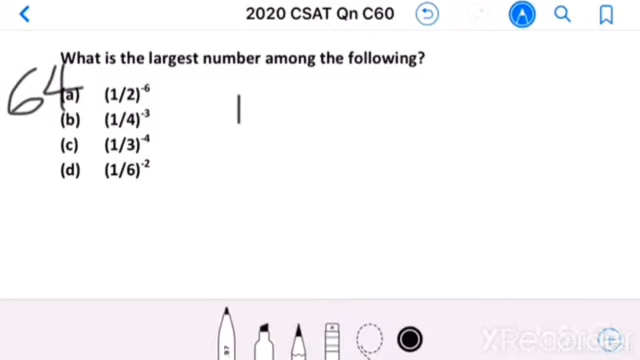 2020 CSAT Qn C60
What is the largest number among the following?
64
(a) (1/2)⁻⁶
(b) (1/4)⁻³
(c) (1/3)⁻⁴
(d) (1/6)⁻²
97
XRecorder